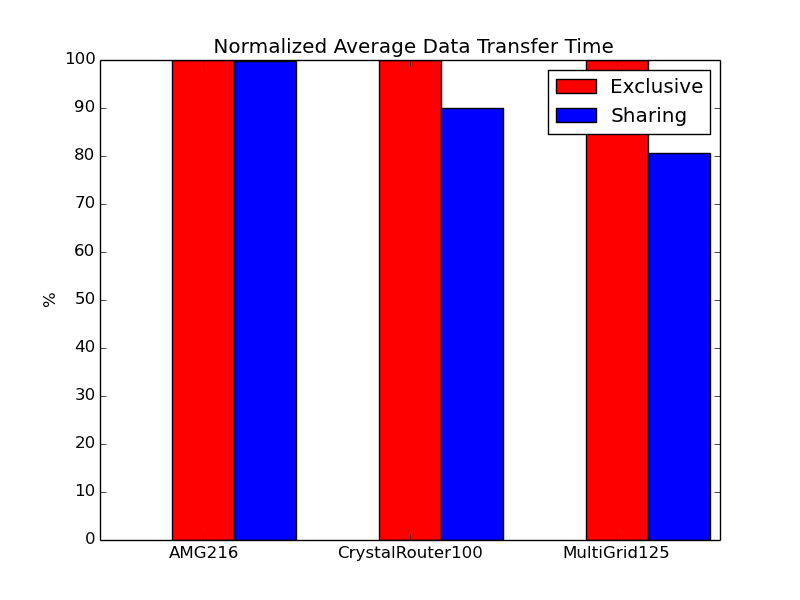 Normalized Average Data Transfer Time
100
90
80
70
60
50
40
30
20
10
0
%
Exclusive
Sharing
AMG216
CrystalRouter100
MultiGrid125